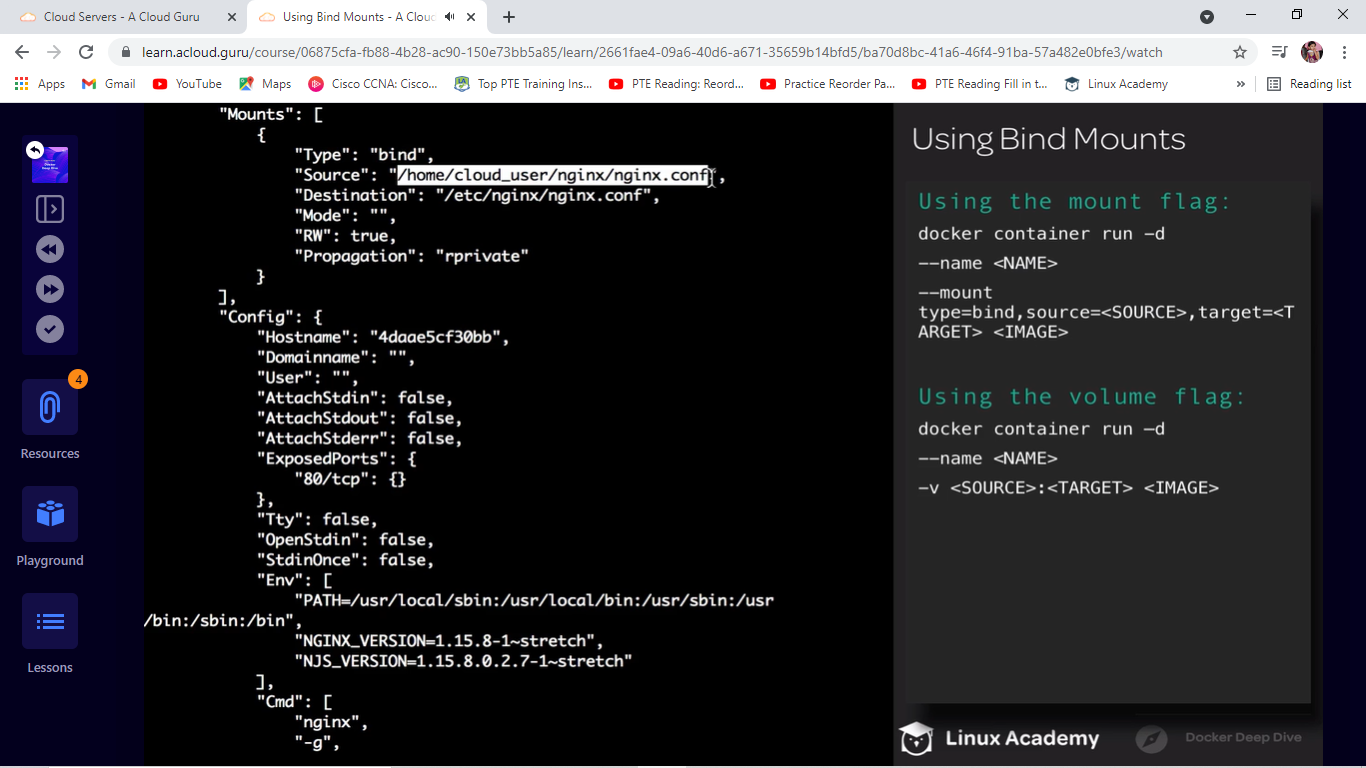 Cloud Servers - A Cloud Guru
Using Bind Mounts - A Clou
learn.acloud.guru/course/06875cfa-fb88-4b28-ac90-150e73bb5a85/learn/2661fae4-09a6-40d6-a671-35659b14bfd5/ba70d8bc-41a6-46f4-91ba-57a482e0bfe3/watch
Apps
Gmail
YouTube
Maps
Cisco CCNA: Cisco...
Top PTE Training Ins...
PTE Reading: Reord...
Practice Reorder Pa...
PTE Reading Fill in t...
Linux Academy
»
Reading list
Docker
Deep Dive
4
Resources
Playground
Lessons
"Mounts": [
{
"Type": "bind",
"Source": "/home/cloud_user/nginx/nginx.conf",
"Destination": "/etc/nginx/nginx.conf",
"Mode": "",
"RW": true,
"Propagation": "rprivate"
}
],
"Config": {
"Hostname": "4daae5cf30bb",
"Domainname": "",
"User": "",
"AttachStdin": false,
"AttachStdout": false,
"AttachStderr": false,
"ExposedPorts": {
"80/tcp": {}
},
"Tty": false,
"OpenStdin": false,
"StdinOnce": false,
"Env": [
"PATH=/usr/local/sbin:/usr/local/bin:/usr/sbin:/usr
/bin:/sbin:/bin",
"NGINX_VERSION=1.15.8-1~stretch",
"NJS_VERSION=1.15.8.0.2.7-1~stretch"
],
"Cmd": [
"nginx",
"-g",
Using Bind Mounts
Using the mount flag:
docker container run -d
--name <NAME>
--mount
type=bind,source=<SOURCE>,target=<T
ARGET> <IMAGE>
Using the volume flag:
docker container run -d
--name <NAME>
-v <SOURCE>:<TARGET> <IMAGE>
Linux Academy
Docker Deep Dive